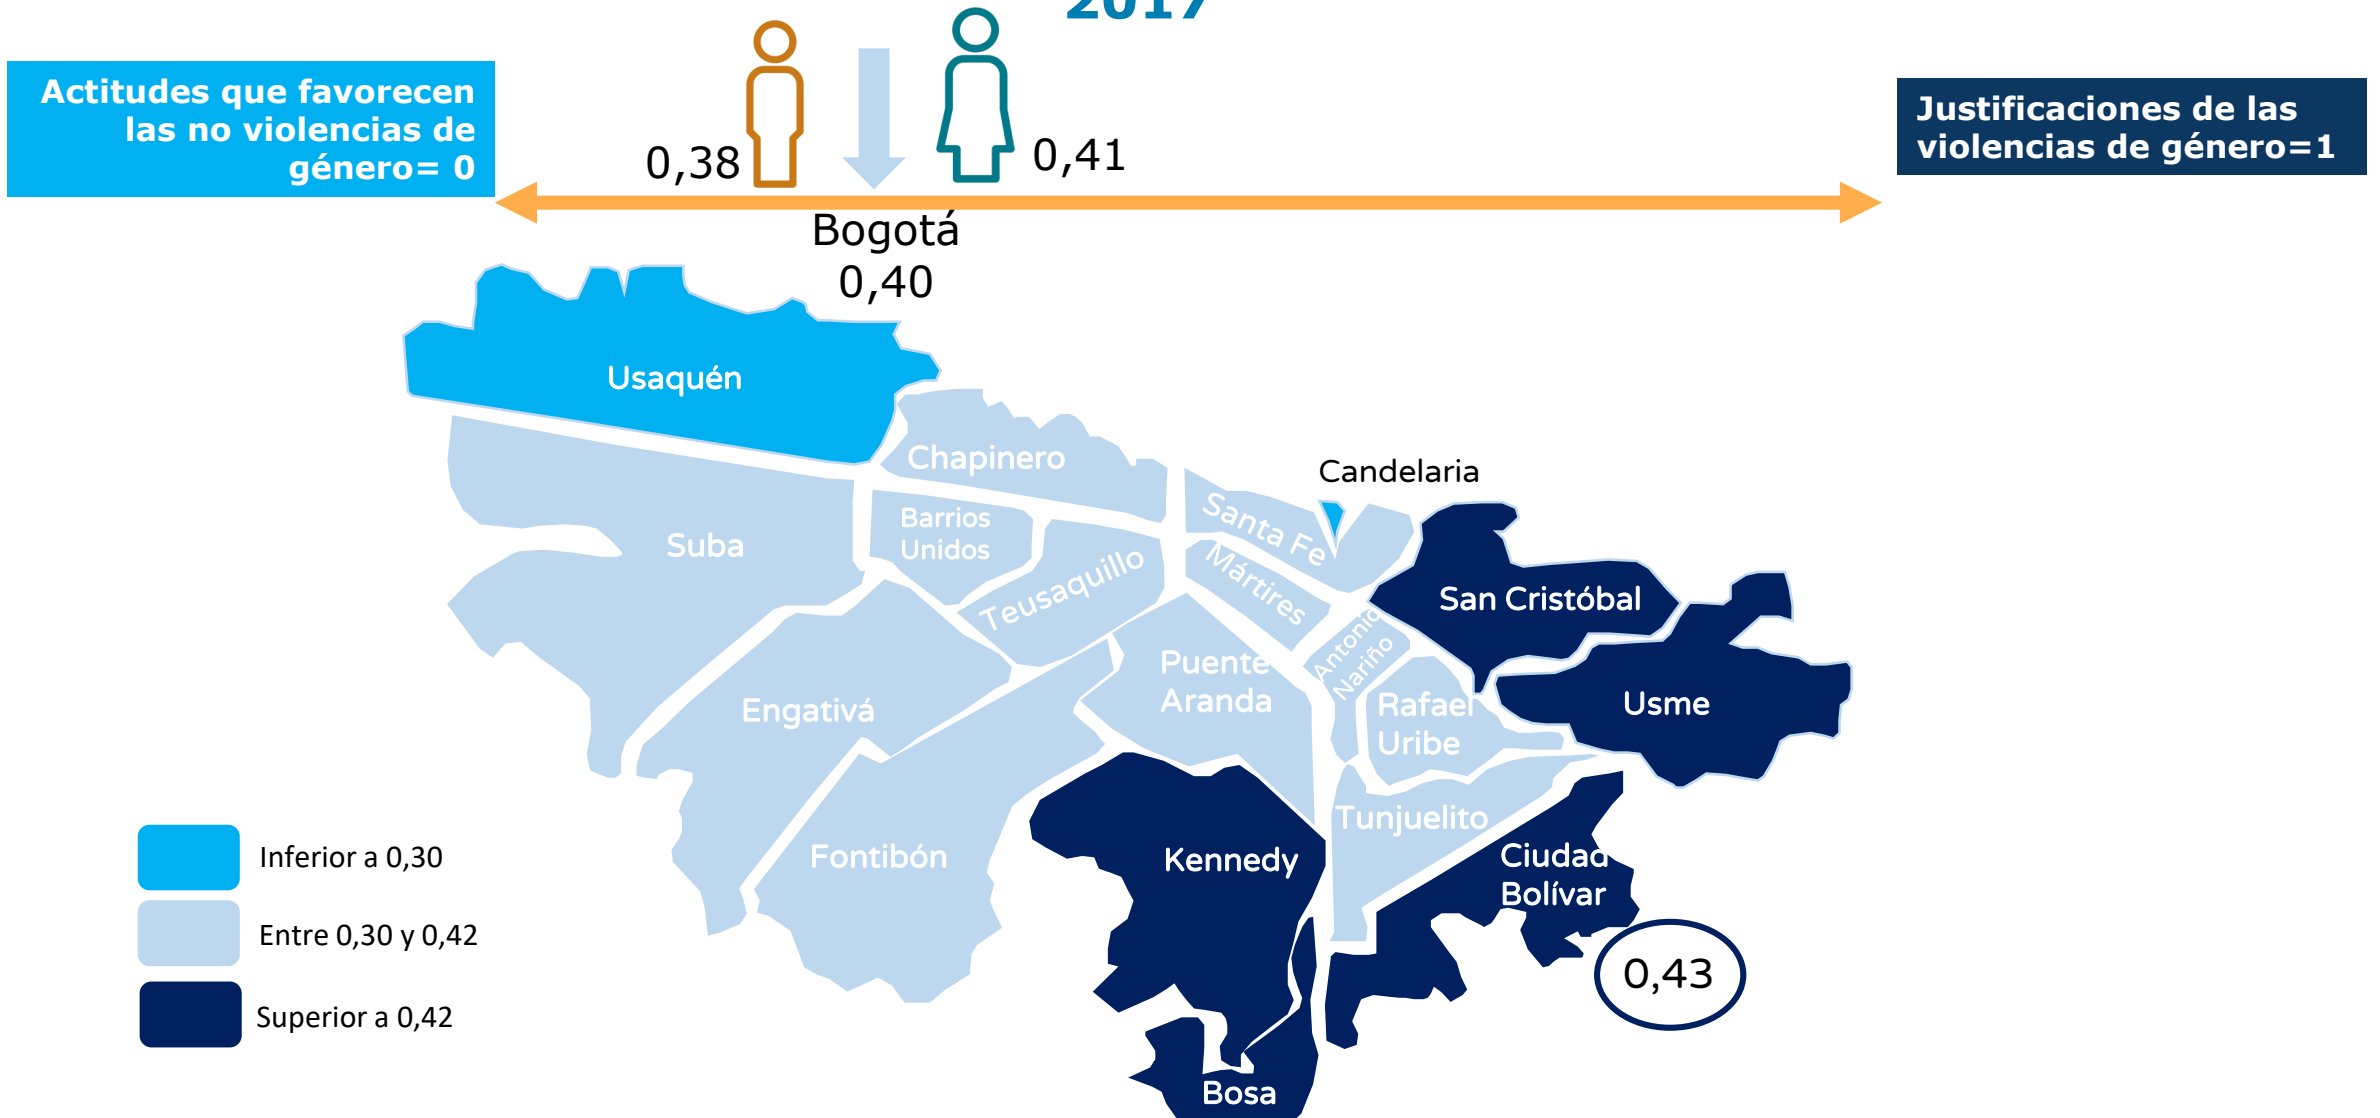 2017
Actitudes que favorecen
las no violencias de
género= 0
Justificaciones de las
violencias de género=1
0,38
0,41
Bogotá
0,40
Usaquén
Chapinero
Candelaria
Suba
Barrios
Unidos
Santa Fe
Teusaquillo
Mártires
San Cristóbal
Antonio
Nariño
Puente
Aranda
Engativá
Rafael
Uribe
Usme
Tunjuelito
Fontibón
Kennedy
Ciudad
Bolívar
0,43
Bosa
Inferior a 0,30
Entre 0,30 y 0,42
Superior a 0,42